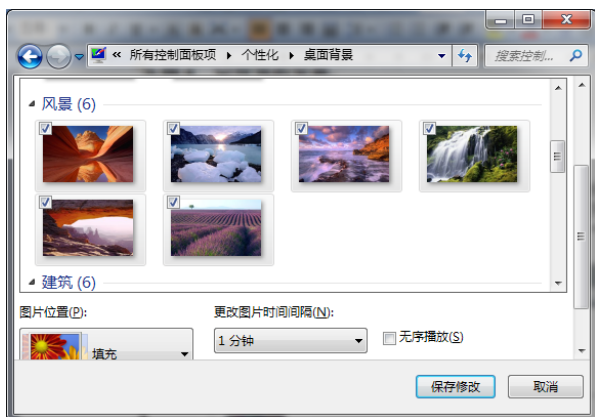 « 所有控制面板项 ▸ 个性化 ▸ 桌面背景
搜索控制...
风景 (6)
建筑 (6)
图片位置(P):
更改图片时间间隔(N):
填充
1 分钟
无序播放(S)
保存修改
取消